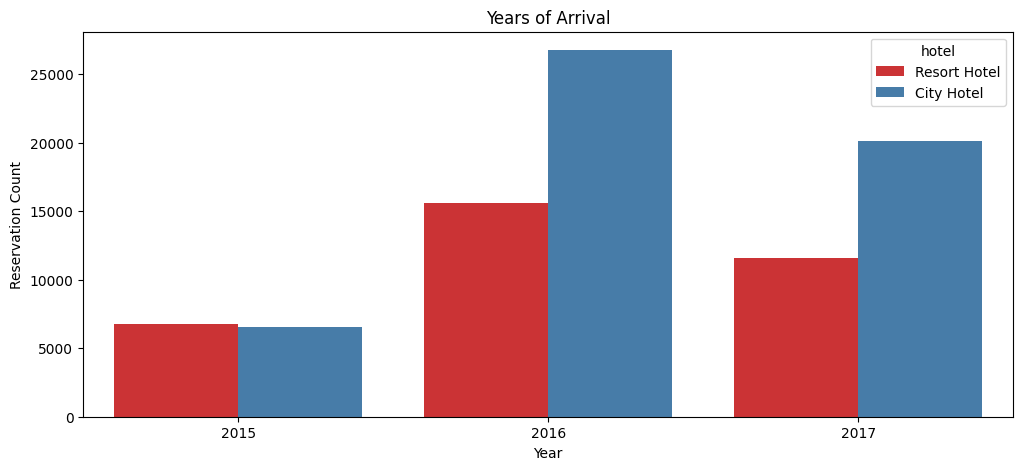 Years of Arrival
hotel
Resort Hotel
City Hotel
Reservation Count
25000
20000
15000
10000
5000
0
2015 2016 2017
Year